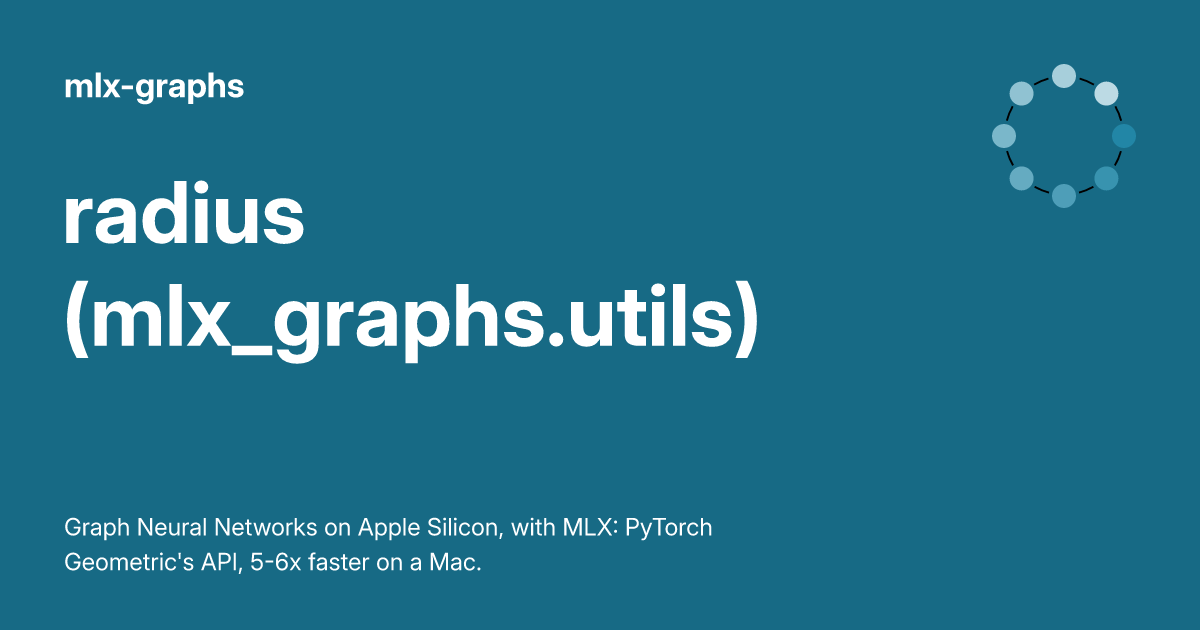 mlx-graphs
radius
(mlx_graphs.utils)
Graph Neural Networks on Apple Silicon, with MLX: PyTorch
Geometric's API, 5-6x faster on a Mac.